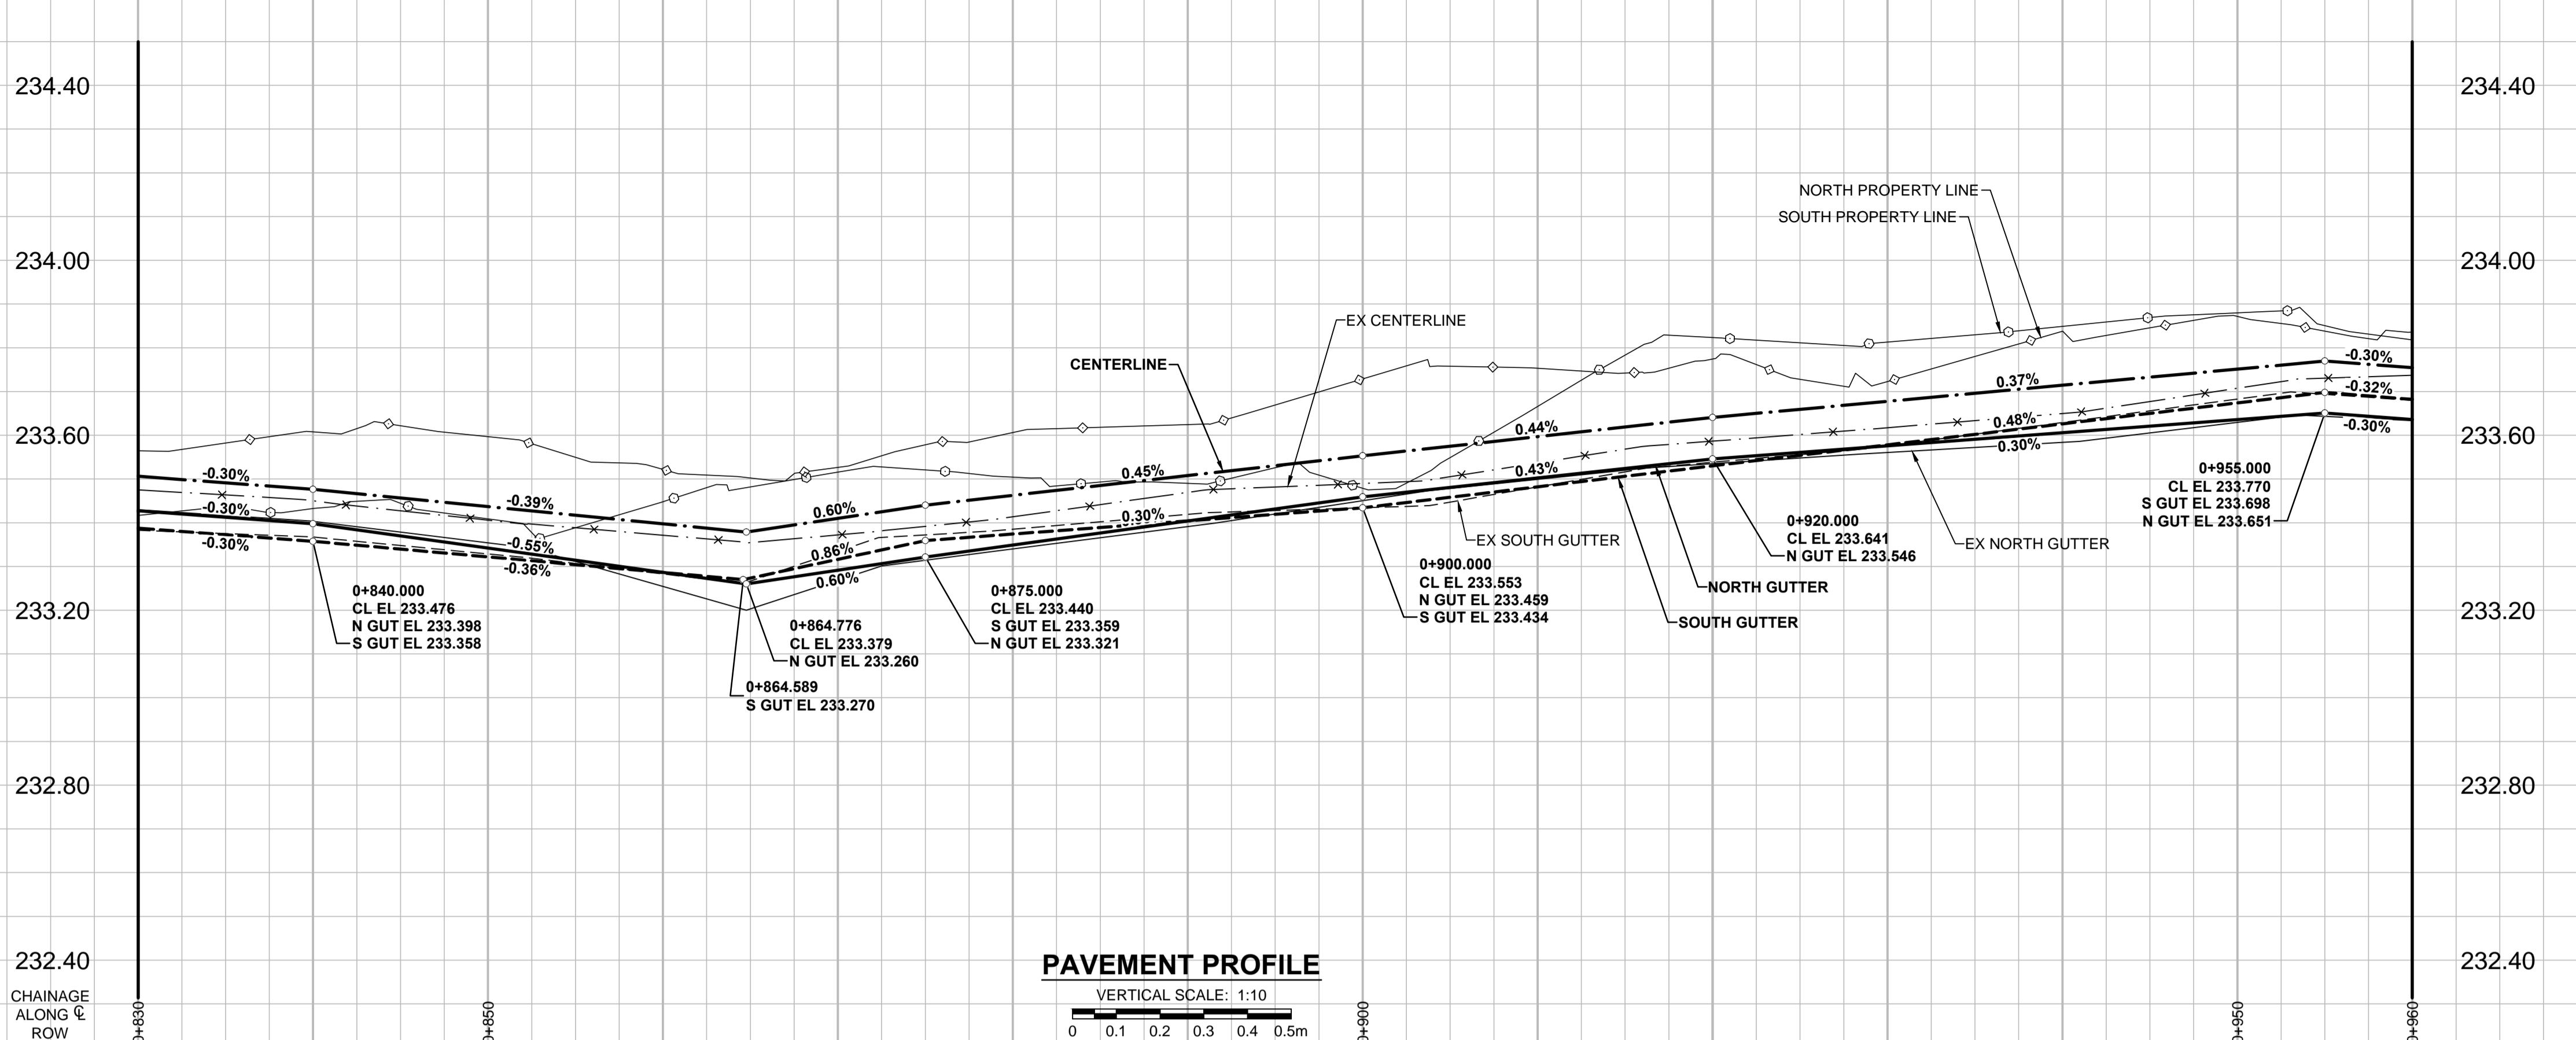 234.40
234.40
NORTH PROPERTY LINE
SOUTH PROPERTY LINE
234.00
234.00
EX CENTERLINE
CENTERLINE
-0.30%
0.37%
-0.32%
0.44%
0.48%
-0.30%
233.60
233.60
0.30%
-0.30%
0.45%
0.43%
0+955.000
CL EL 233.770
S GUT EL 233.698
N GUT EL 233.651
-0.39%
-0.30%
0.60%
0.30%
-0.30%
-0.55%
0.86%
-0.36%
0.60%
EX SOUTH GUTTER
EX NORTH GUTTER
0+920.000
CL EL 233.641
N GUT EL 233.546
0+900.000
CL EL 233.553
N GUT EL 233.459
S GUT EL 233.434
NORTH GUTTER
SOUTH GUTTER
233.20
233.20
0+840.000
CL EL 233.476
N GUT EL 233.398
S GUT EL 233.358
0+875.000
CL EL 233.440
S GUT EL 233.359
N GUT EL 233.321
0+864.776
CL EL 233.379
N GUT EL 233.260
0+864.589
S GUT EL 233.270
232.80
232.80
232.40
232.40
PAVEMENT PROFILE
VERTICAL SCALE: 1:10
0 0.1 0.2 0.3 0.4 0.5m
CHAINAGE
ALONG ℄
ROW
0+830
0+850
0+900
0+950
0+960